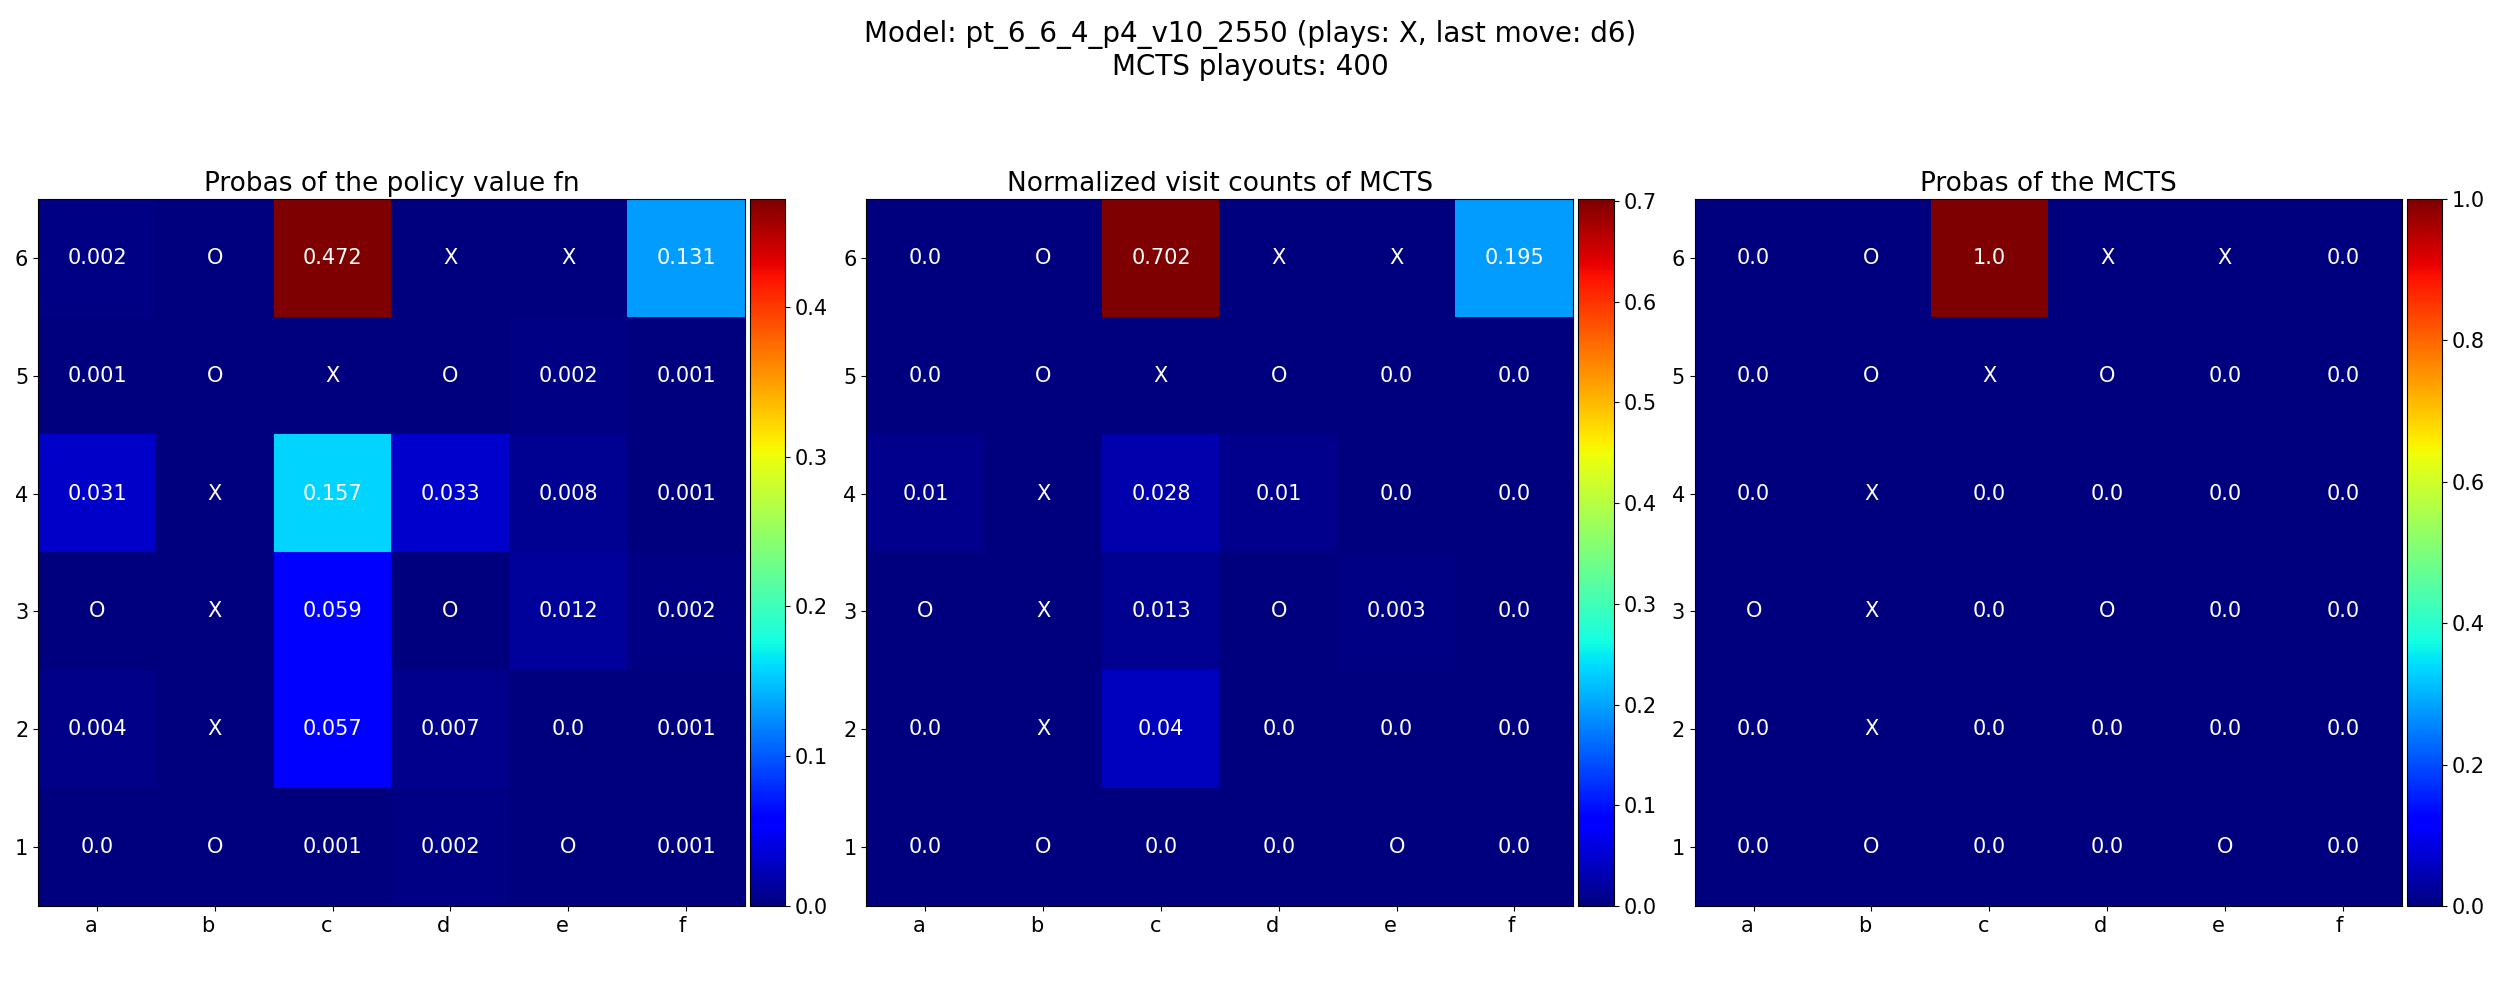 Model: pt_6_6_4_p4_v10_2550 (plays: X, last move: d6)
MCTS playouts: 400
Probas of the policy value fn
6 0.002 O 0.472 X X 0.131
5 0.001 O X O 0.002 0.001
4 0.031 X 0.157 0.033 0.008 0.001
3 O X 0.059 O 0.012 0.002
2 0.004 X 0.057 0.007 0.0 0.001
1 0.0 O 0.001 0.002 O 0.001
a b c d e f
0.4
0.3
0.2
0.1
0.0
Normalized visit counts of MCTS
6 0.0 O 0.702 X X 0.195
5 0.0 O X O 0.0 0.0
4 0.01 X 0.028 0.01 0.0 0.0
3 O X 0.013 O 0.003 0.0
2 0.0 X 0.04 0.0 0.0 0.0
1 0.0 O 0.0 0.0 O 0.0
a b c d e f
0.7
0.6
0.5
0.4
0.3
0.2
0.1
0.0
Probas of the MCTS
6 0.0 O 1.0 X X 0.0
5 0.0 O X O 0.0 0.0
4 0.0 X 0.0 0.0 0.0 0.0
3 O X 0.0 O 0.0 0.0
2 0.0 X 0.0 0.0 0.0 0.0
1 0.0 O 0.0 0.0 O 0.0
a b c d e f
1.0
0.8
0.6
0.4
0.2
0.0